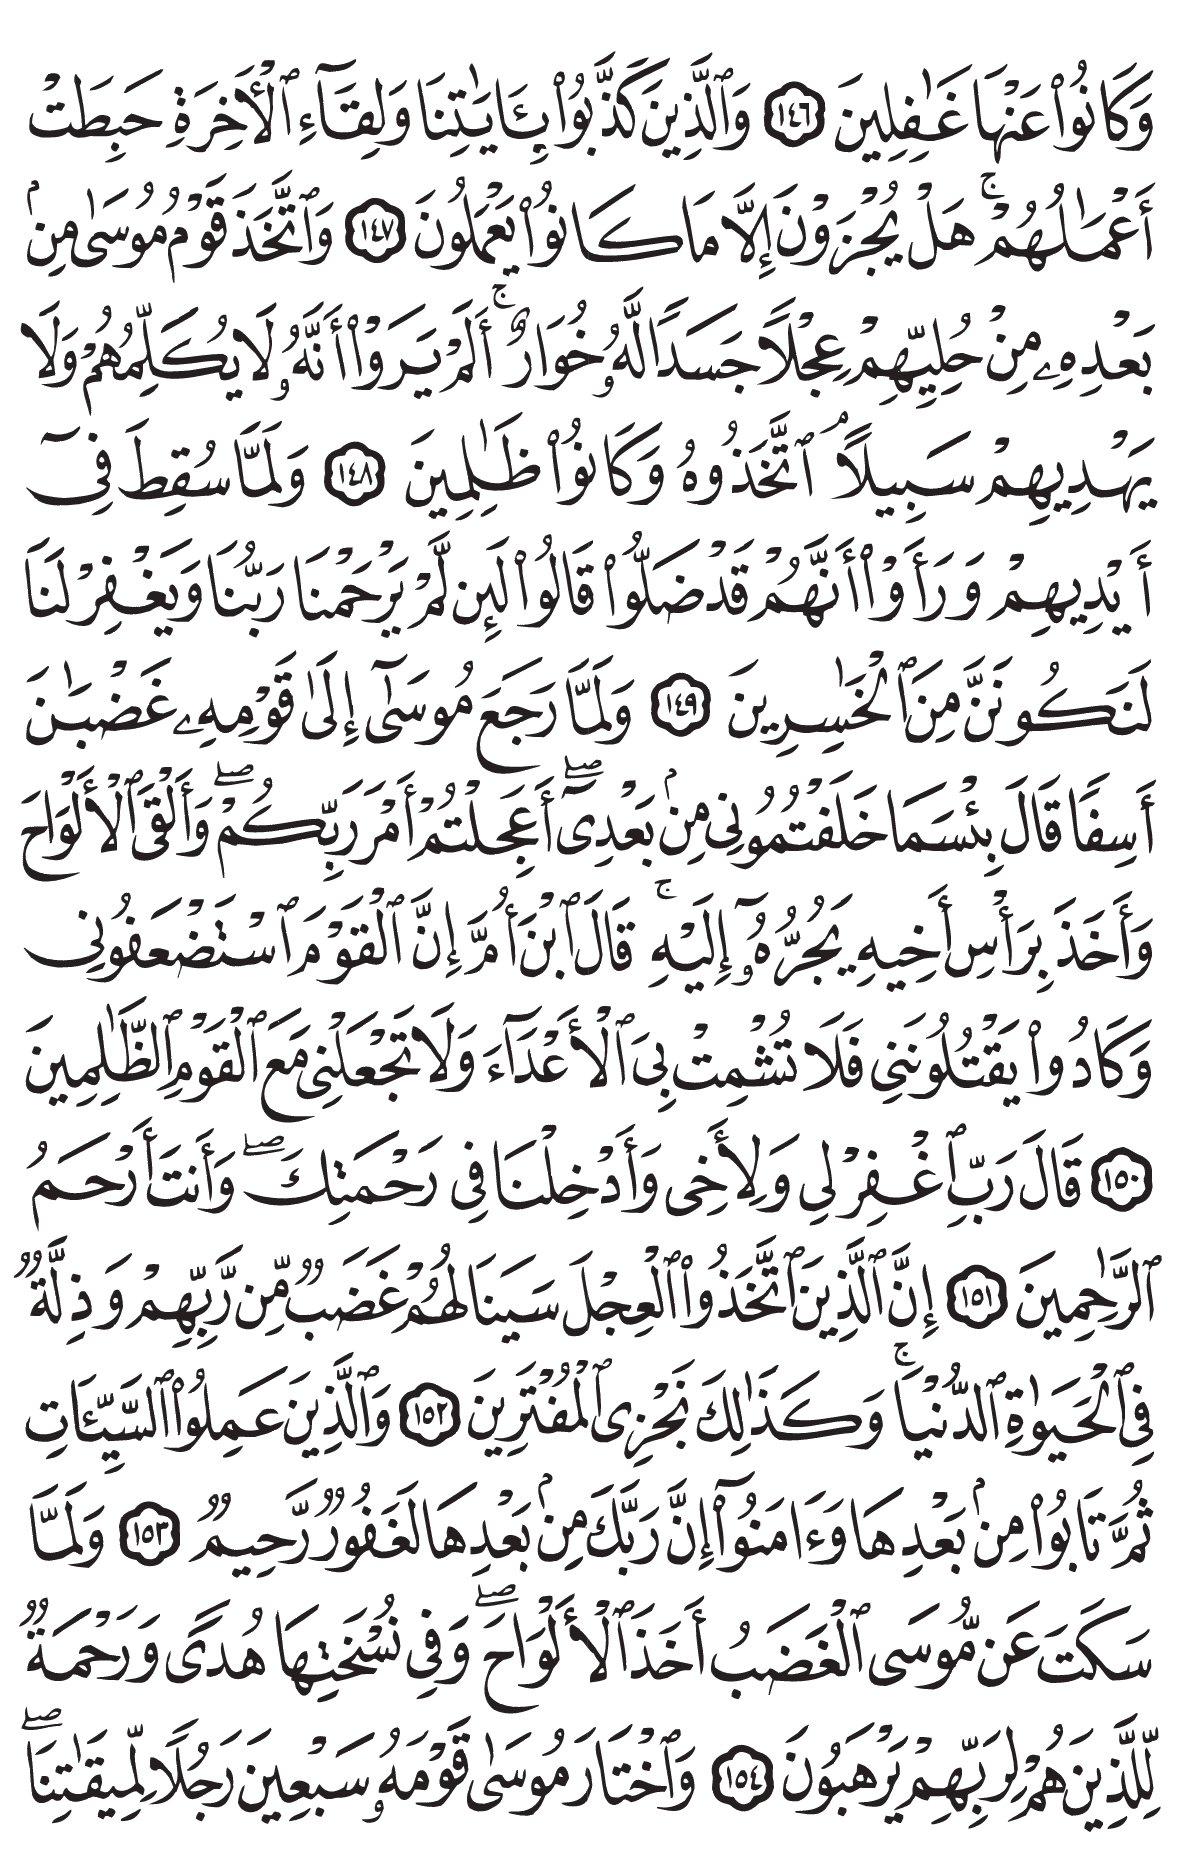 وَكَانُوا۟ عَنْهَا غَـٰفِلِينَ ١٤٦ وَٱلَّذِينَ كَذَّبُوا۟ بِـَٔايَـٰتِنَا وَلِقَآءِ ٱلْأَخِرَةِ حَبِطَتْ
أَعْمَـٰلُهُمْ ۚ هَلْ يُجْزَوْنَ إِلَّا مَا كَانُوا۟ يَعْمَلُونَ ١٤٧ وَٱتَّخَذَ قَوْمُ مُوسَىٰ مِنۢ
بَعْدِهِۦ مِنْ حُلِيِّهِمْ عِجْلًا جَسَدًا لَّهُۥ خُوَارٌ ۚ أَلَمْ يَرَوْا۟ أَنَّهُۥ لَا يُكَلِّمُهُمْ وَلَا
يَهْدِيهِمْ سَبِيلًا ۘ ٱتَّخَذُوهُ وَكَانُوا۟ ظَـٰلِمِينَ ١٤٨ وَلَمَّا سُقِطَ فِىٓ
أَيْدِيهِمْ وَرَأَوْا۟ أَنَّهُمْ قَدْ ضَلُّوا۟ قَالُوا۟ لَئِن لَّمْ يَرْحَمْنَا رَبُّنَا وَيَغْفِرْ لَنَا
لَنَكُونَنَّ مِنَ ٱلْخَـٰسِرِينَ ١٤٩ وَلَمَّا رَجَعَ مُوسَىٰٓ إِلَىٰ قَوْمِهِۦ غَضْبَـٰنَ
أَسِفًا قَالَ بِئْسَمَا خَلَفْتُمُونِى مِنۢ بَعْدِىٓ ۖ أَعَجِلْتُمْ أَمْرَ رَبِّكُمْ ۖ وَأَلْقَى ٱلْأَلْوَاحَ
وَأَخَذَ بِرَأْسِ أَخِيهِ يَجُرُّهُۥٓ إِلَيْهِ ۚ قَالَ ٱبْنَ أُمَّ إِنَّ ٱلْقَوْمَ ٱسْتَضْعَفُونِى
وَكَادُوا۟ يَقْتُلُونَنِى فَلَا تُشْمِتْ بِىَ ٱلْأَعْدَآءَ وَلَا تَجْعَلْنِى مَعَ ٱلْقَوْمِ ٱلظَّـٰلِمِينَ
١٥٠ قَالَ رَبِّ ٱغْفِرْ لِى وَلِأَخِى وَأَدْخِلْنَا فِى رَحْمَتِكَ ۖ وَأَنتَ أَرْحَمُ
ٱلرَّٰحِمِينَ ١٥١ إِنَّ ٱلَّذِينَ ٱتَّخَذُوا۟ ٱلْعِجْلَ سَيَنَالُهُمْ غَضَبٌ مِّن رَّبِّهِمْ وَذِلَّةٌ
فِى ٱلْحَيَوٰةِ ٱلدُّنْيَا ۚ وَكَذَٰلِكَ نَجْزِى ٱلْمُفْتَرِينَ ١٥٢ وَٱلَّذِينَ عَمِلُوا۟ ٱلسَّيِّـَٔاتِ
ثُمَّ تَابُوا۟ مِنۢ بَعْدِهَا وَءَامَنُوٓا۟ إِنَّ رَبَّكَ مِنۢ بَعْدِهَا لَغَفُورٌ رَّحِيمٌ ١٥٣ وَلَمَّا
سَكَتَ عَن مُّوسَى ٱلْغَضَبُ أَخَذَ ٱلْأَلْوَاحَ ۖ وَفِى نُسْخَتِهَا هُدًى وَرَحْمَةٌ
لِّلَّذِينَ هُمْ لِرَبِّهِمْ يَرْهَبُونَ ١٥٤ وَٱخْتَارَ مُوسَىٰ قَوْمَهُۥ سَبْعِينَ رَجُلًا لِّمِيقَـٰتِنَا ۖ